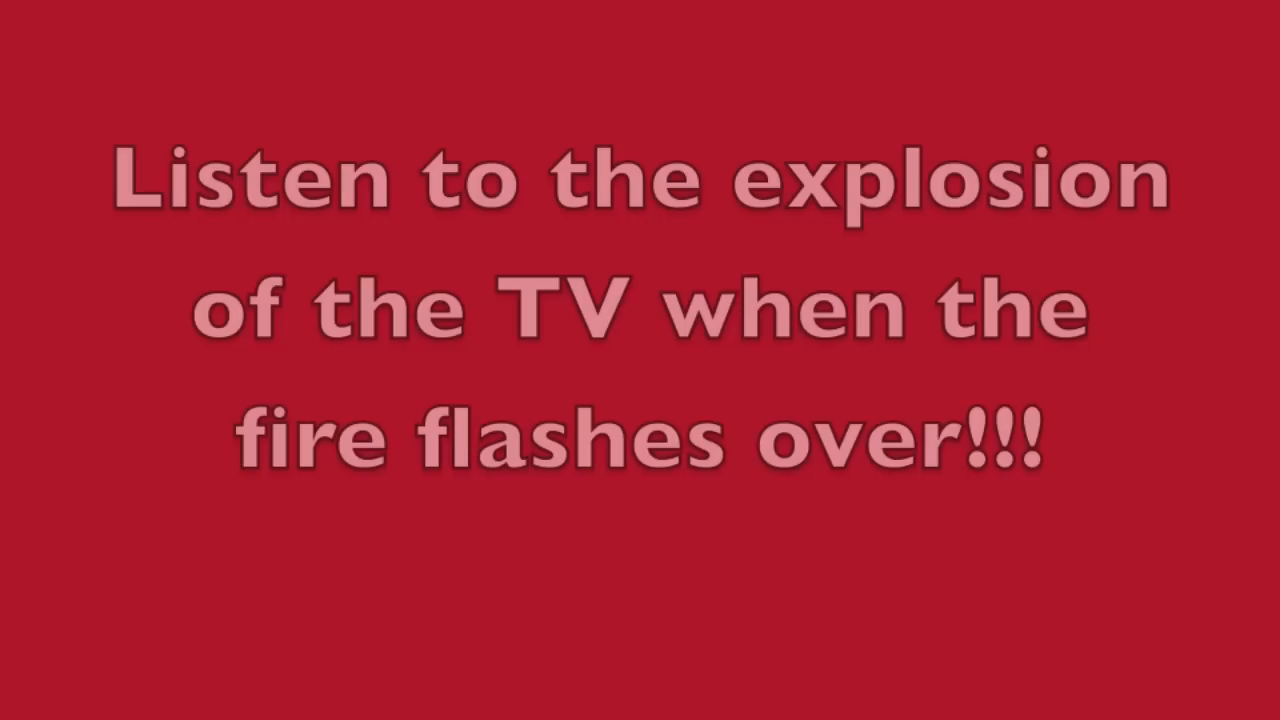 Listen to the explosion
of the TV when the
fire flashes over!!!